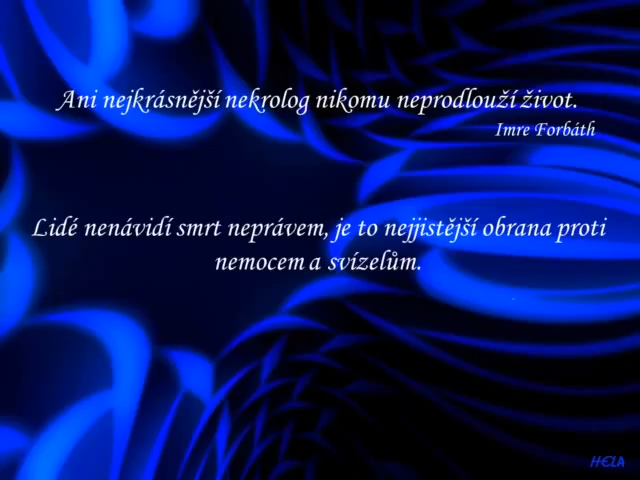 Ani nejkrásnější nekrolog nikomu neprodlouží život.
Imre Forbáth
Lidé nenávidí smrt neprávem, je to nejjistější obrana proti
nemocem a svízelům.
HELA